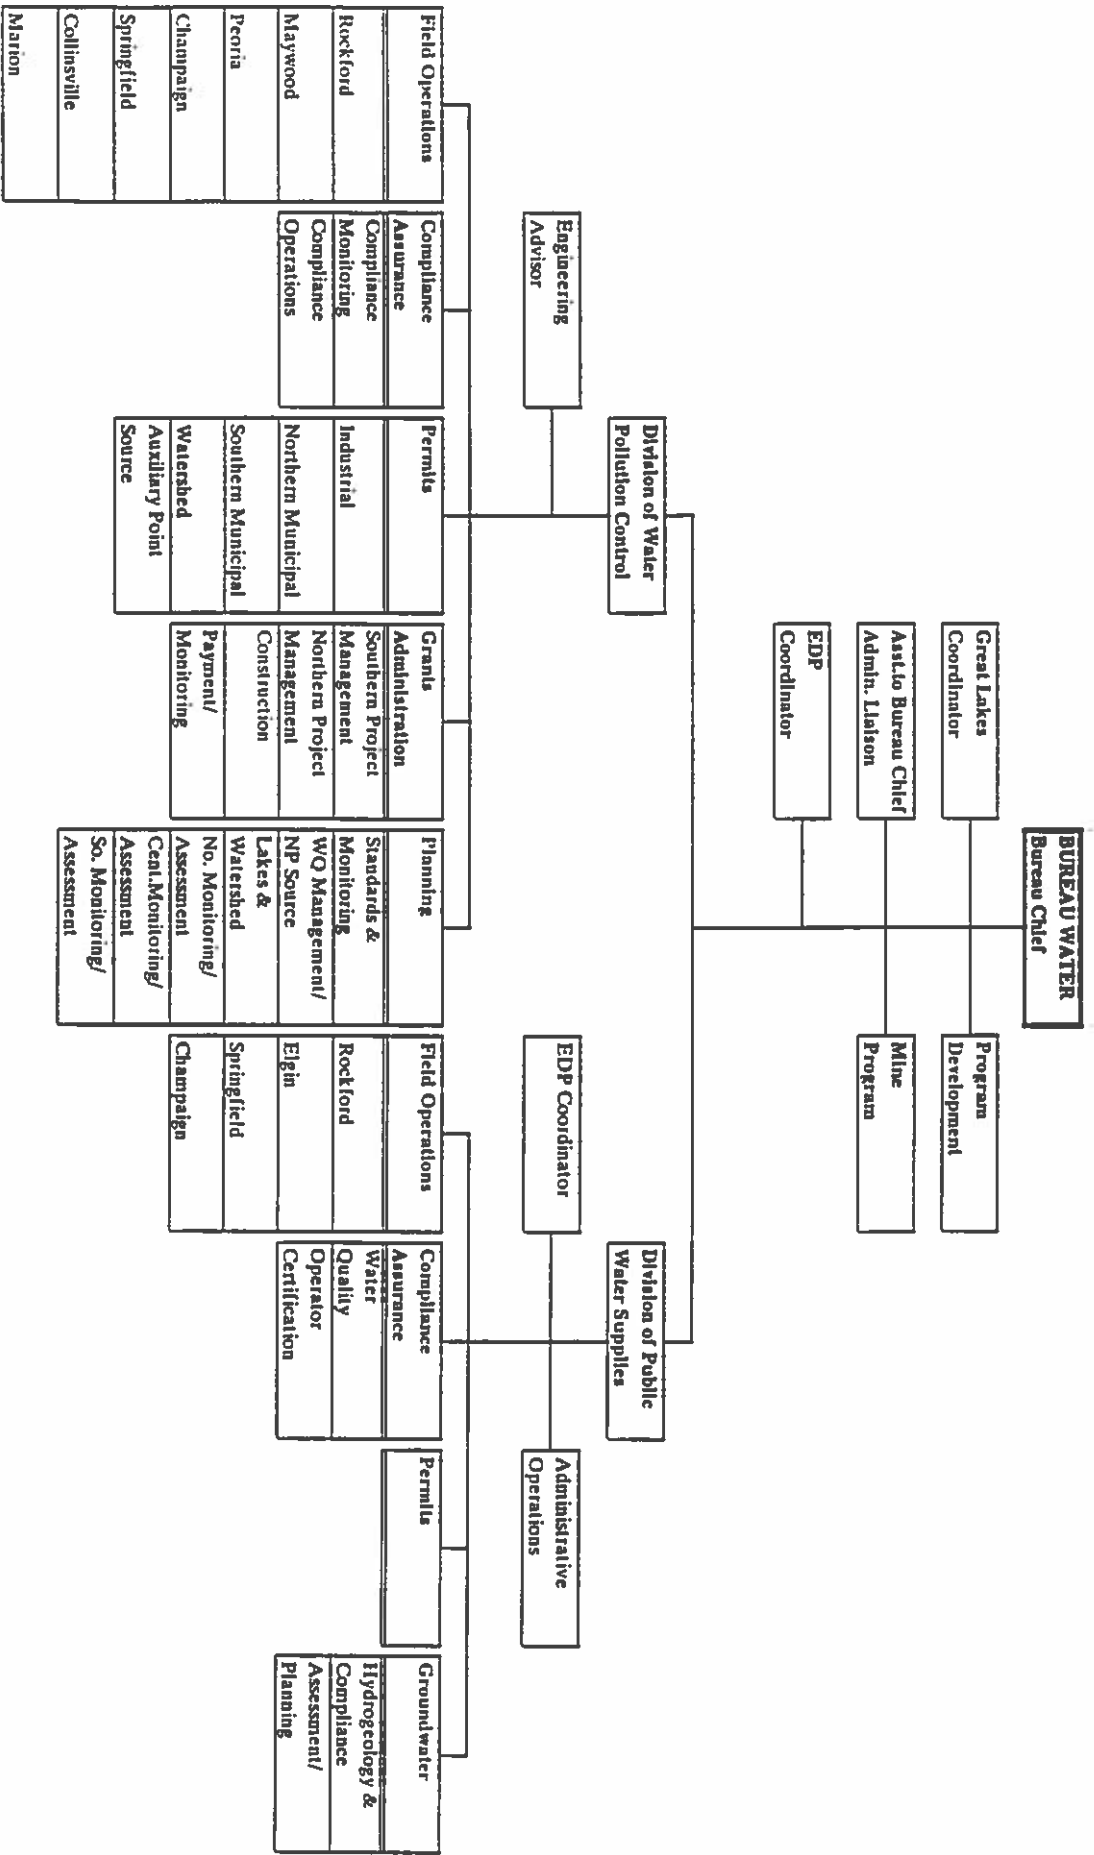 BUREAU WATER
Bureau Chief
Great Lakes
Coordinator
Program
Development
Asst.to Bureau Chief
Admin. Liaison
Mine
Program
EDP
Coordinator
Division of Water
Pollution Control
Division of Public
Water Supplies
Engineering
Advisor
EDP Coordinator
Administrative
Operations
Field Operations
Rockford
Maywood
Peoria
Champaign
Springfield
Collinsville
Marion
Compliance
Assurance
Compliance
Monitoring
Compliance
Operations
Permits
Industrial
Northern Municipal
Southern Municipal
Watershed
Auxiliary Point
Source
Grants
Administration
Southern Project
Management
Northern Project
Management
Construction
Payment/
Monitoring
Planning
Standards &
Monitoring
WQ Management/
NP Source
Lakes &
Watershed
No. Monitoring/
Assessment
Cent.Monitoring/
Assessment
So. Monitoring/
Assessment
Field Operations
Rockford
Elgin
Springfield
Champaign
Compliance
Assurance
Water
Quality
Operator
Certification
Permits
Groundwater
Hydrogeology &
Compliance
Assessment/
Planning